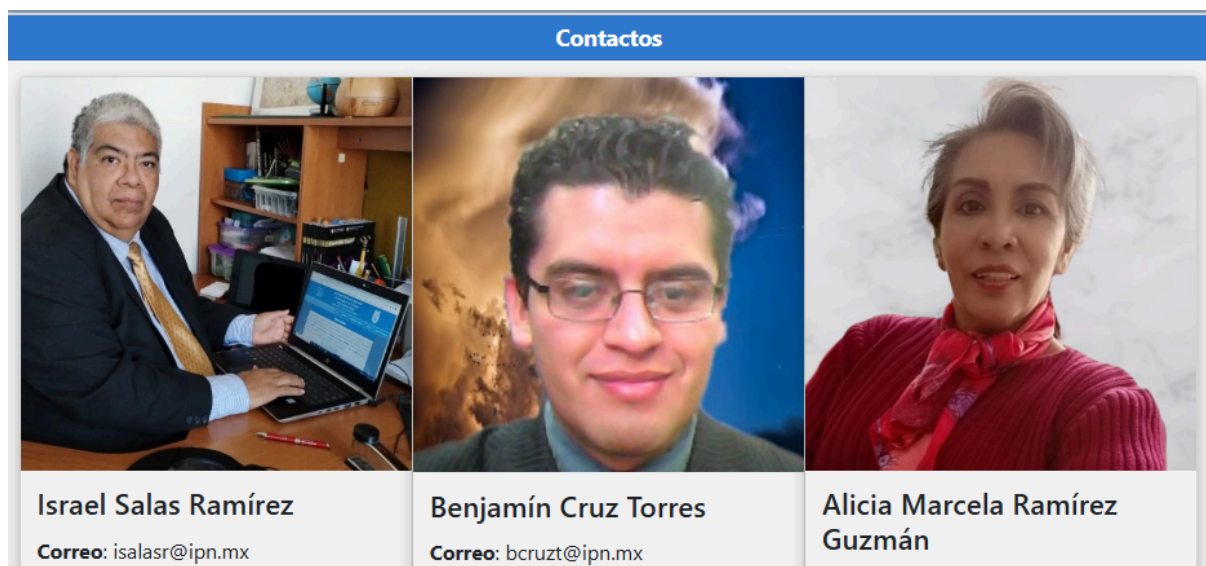 Contactos
Israel Salas Ramírez
Correo: isalasr@ipn.mx
Benjamín Cruz Torres
Correo: bcruzt@ipn.mx
Alicia Marcela Ramírez
Guzmán